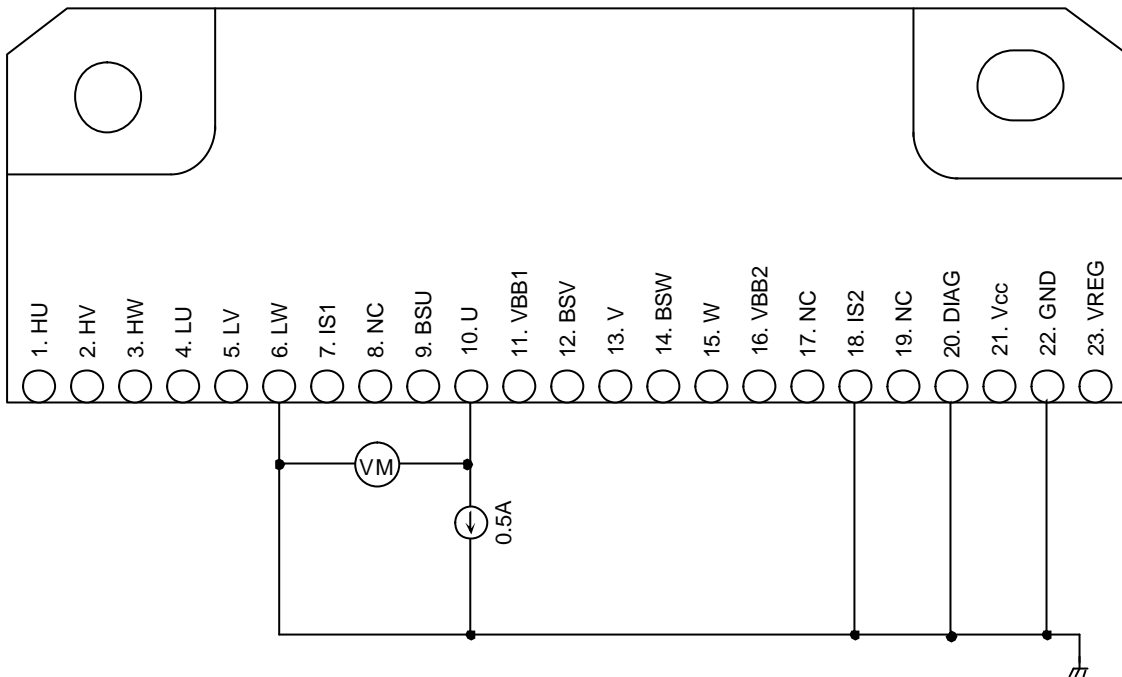 1. HU
2. HV
3. HW
4. LU
5. LV
6. LW
7. IS1
8. NC
9. BSU
10. U
11. VBB1
12. BSV
13. V
14. BSW
15. W
16. VBB2
17. NC
18. IS2
19. NC
20. DIAG
21. Vcc
22. GND
23. VREG
VM
0.5A